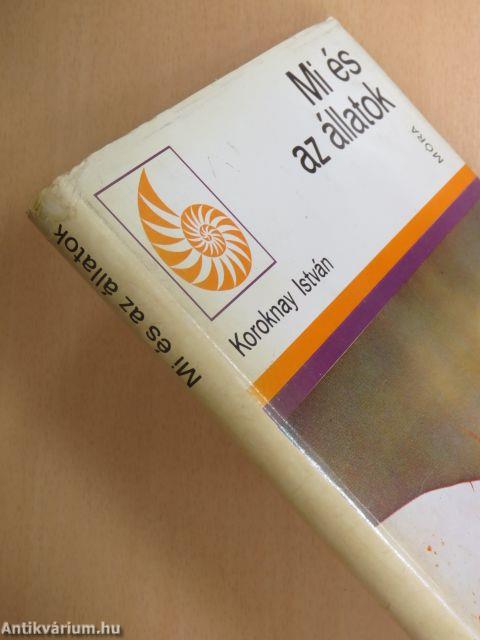 Mi és
az állatok
MÓRA
Koroknay István
Mi és az állatok
Antikvárium.hu